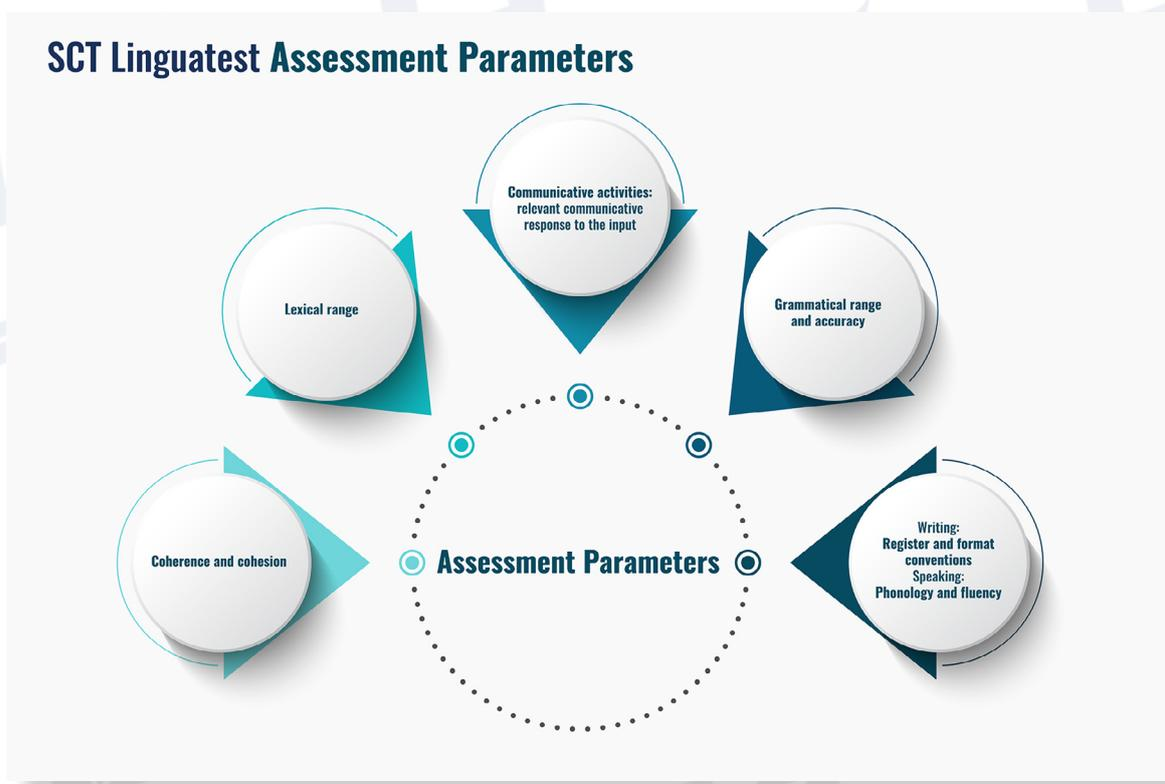 SCT Linguatest Assessment Parameters
Communicative activities:
relevant communicative
response to the input
Lexical range
Grammatical range
and accuracy
Coherence and cohesion
Assessment Parameters
Writing:
Register and format
conventions
Speaking:
Phonology and fluency